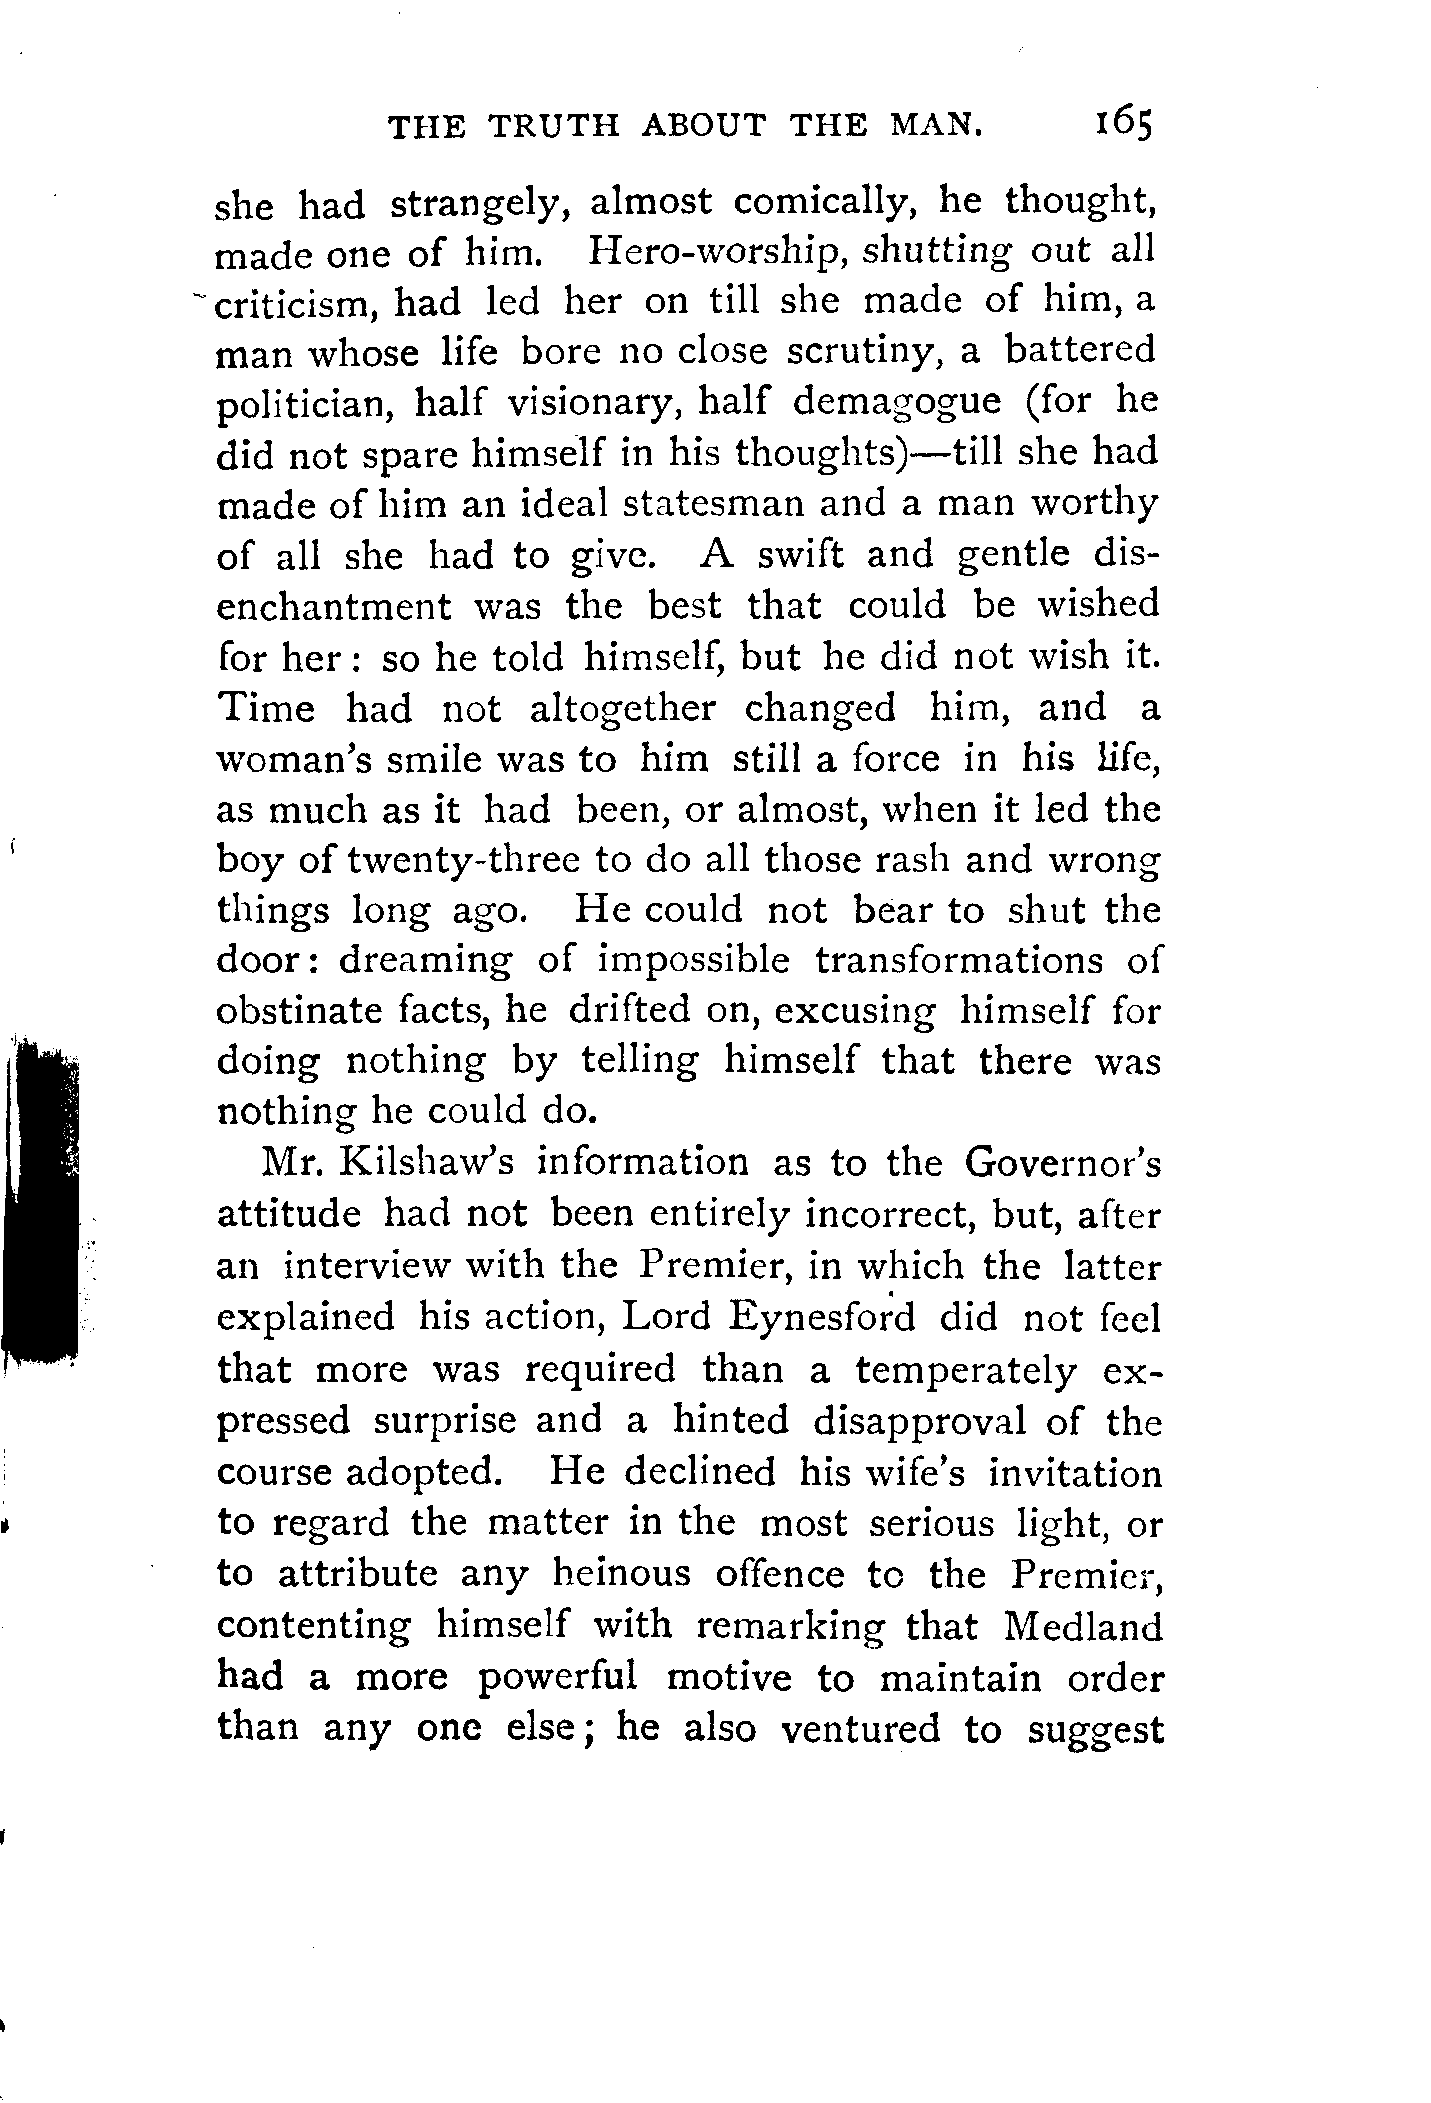 THE TRUTH ABOUT THE MAN. 165
she had strangely, almost comically, he thought,
made one of him. Hero-worship, shutting out all
criticism, had led her on till she made of him, a
man whose life bore no close scrutiny, a battered
politician, half visionary, half demagogue (for he
did not spare himself in his thoughts)—till she had
made of him an ideal statesman and a man worthy
of all she had to give. A swift and gentle dis-
enchantment was the best that could be wished
for her: so he told himself, but he did not wish it.
Time had not altogether changed him, and a
woman's smile was to him still a force in his life,
as much as it had been, or almost, when it led the
boy of twenty-three to do all those rash and wrong
things long ago. He could not bear to shut the
door: dreaming of impossible transformations of
obstinate facts, he drifted on, excusing himself for
doing nothing by telling himself that there was
nothing he could do.
Mr. Kilshaw's information as to the Governor's
attitude had not been entirely incorrect, but, after
an interview with the Premier, in which the latter
explained his action, Lord Eynesford did not feel
that more was required than a temperately ex-
pressed surprise and a hinted disapproval of the
course adopted. He declined his wife's invitation
to regard the matter in the most serious light, or
to attribute any heinous offence to the Premier,
contenting himself with remarking that Medland
had a more powerful motive to maintain order
than any one else; he also ventured to suggest